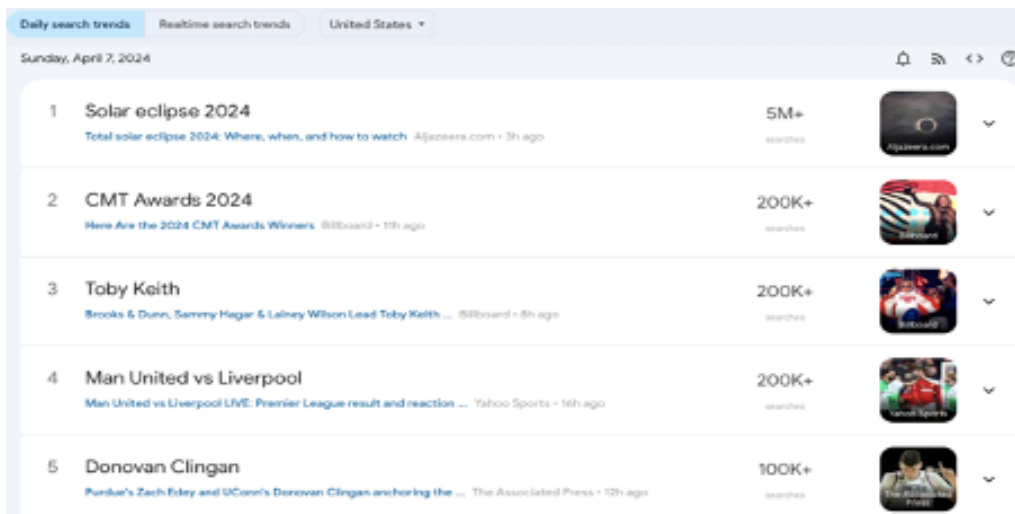 Daily search trends Realtime search trends United States
Sunday, April 7, 2024
1 Solar eclipse 2024 5M+
Total solar eclipse 2024: Where, when, and how to watch Aljazeera.com • 3h ago searches
Aljazeera.com
2 CMT Awards 2024 200K+
Here Are the 2024 CMT Awards Winners Billboard • 11h ago searches
Billboard
3 Toby Keith 200K+
Brooks & Dunn, Sammy Hagar & Lainey Wilson Lead Toby Keith ... Billboard • 8h ago searches
Billboard
4 Man United vs Liverpool 200K+
Man United vs Liverpool LIVE: Premier League result and reaction ... Yahoo Sports • 16h ago searches
Yahoo Sports
5 Donovan Clingan 100K+
Purdue's Zach Edey and UConn's Donovan Clingan anchoring the ... The Associated Press • 12h ago searches
The Associated
Press